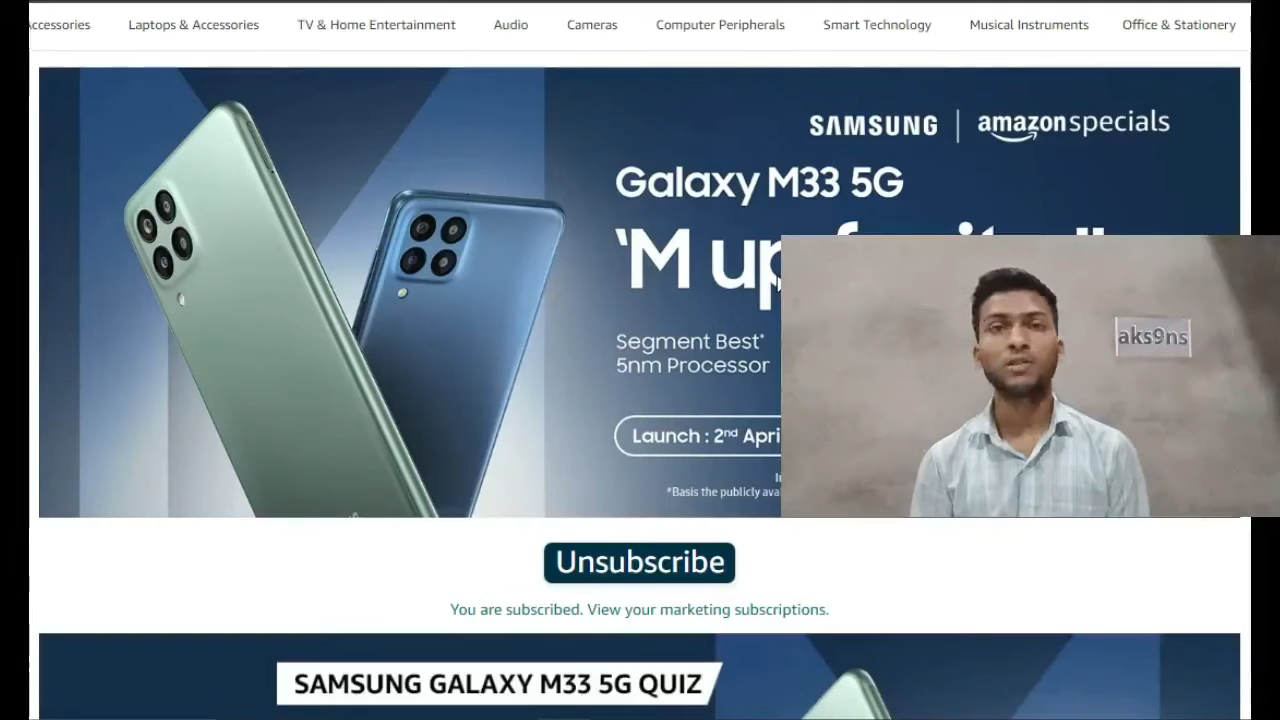 ccessories Laptops & Accessories TV & Home Entertainment Audio Cameras Computer Peripherals Smart Technology Musical Instruments Office & Stationery
SAMSUNG | amazon specials
Galaxy M33 5G
'M up
Segment Best*
5nm Processor
aks9ns
Launch : 2nd Apri
*Basis the publicly ava
Unsubscribe
You are subscribed. View your marketing subscriptions.
SAMSUNG GALAXY M33 5G QUIZ